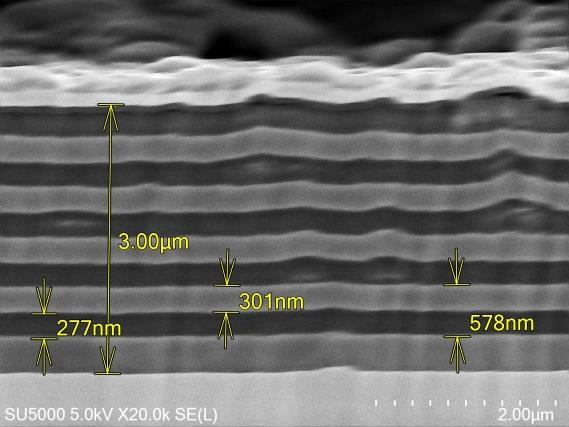 3.00µm
301nm
277nm
578nm
SU5000 5.0kV X20.0k SE(L)
2.00µm